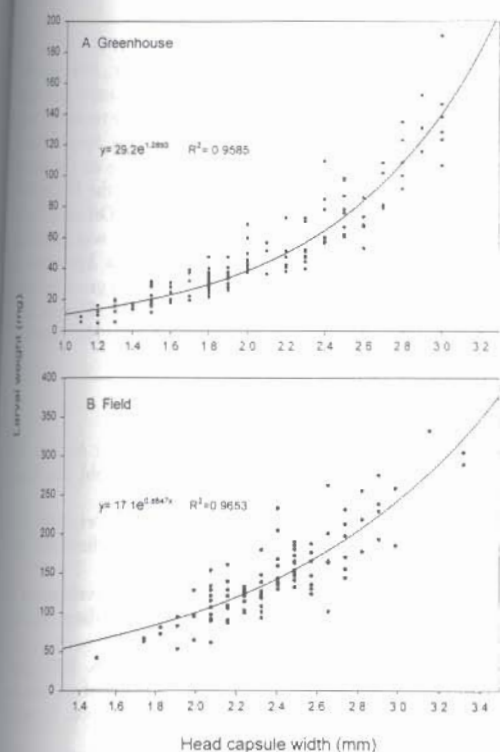 200
A Greenhouse
180
160
140
120
y= 29.2e R²= 0.9585
100
80
60
40
20
0
1.0 1.2 1.4 1.6 1.8 2.0 2.2 2.4 2.6 2.8 3.0 3.2
Larval weight (mg)
400
B Field
350
300
250
y= 17.1e R²=0.9653
200
150
100
50
0
1.4 1.6 1.8 2.0 2.2 2.4 2.6 2.8 3.0 3.2 3.4
Head capsule width (mm)